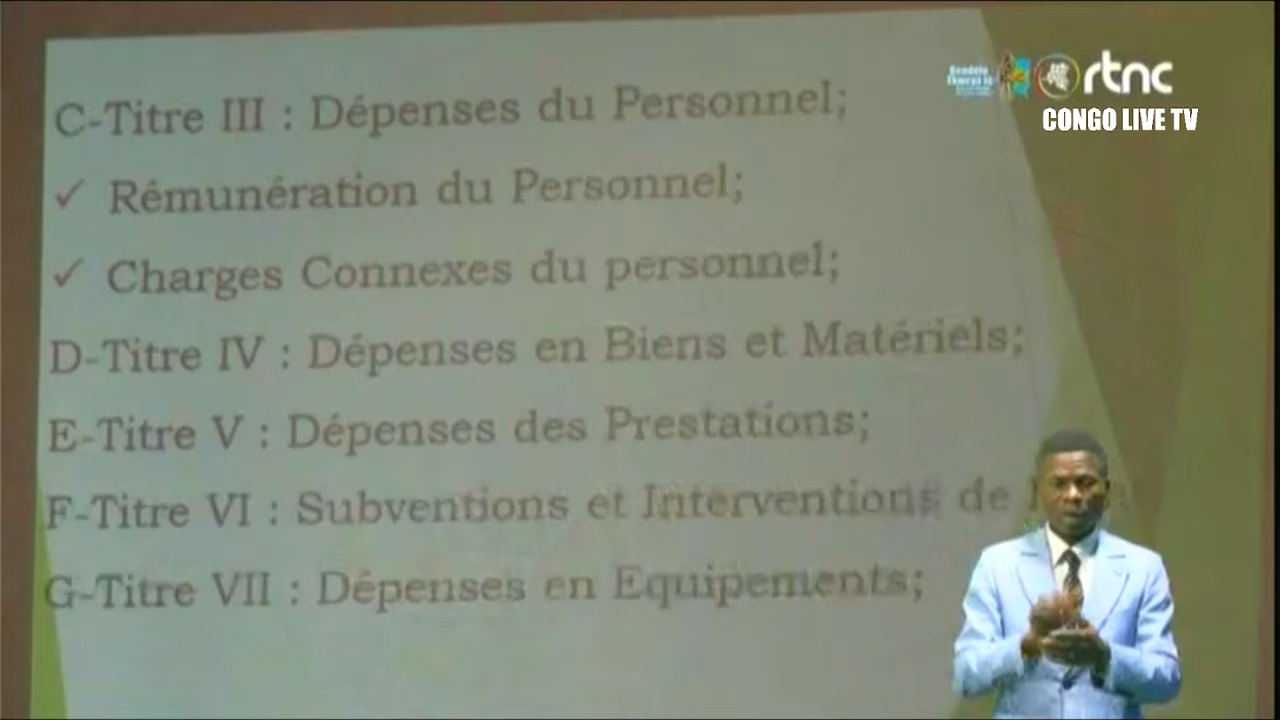 C-Titre III : Dépenses du Personnel;
✓ Rémunération du Personnel;
✓ Charges Connexes du personnel;
D-Titre IV : Dépenses en Biens et Matériels;
E-Titre V : Dépenses des Prestations;
F-Titre VI : Subventions et Interventions de
G-Titre VII : Dépenses en Equipements;
rtnc
CONGO LIVE TV